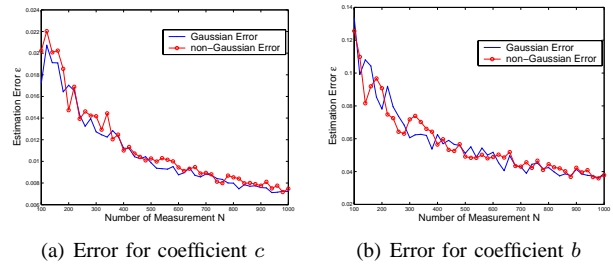 0.024
0.022
0.02
0.018
0.016
0.014
0.012
0.01
0.008
0.006
Estimation Error ε
Gaussian Error
non−Gaussian Error
100 200 300 400 500 600 700 800 900 1000
Number of Measurement N
(a) Error for coefficient c
0.14
0.12
0.1
0.08
0.06
0.04
0.02
Estimation Error ε
Gaussian Error
non−Gaussian Error
100 200 300 400 500 600 700 800 900 1000
Number of Measurement N
(b) Error for coefficient b